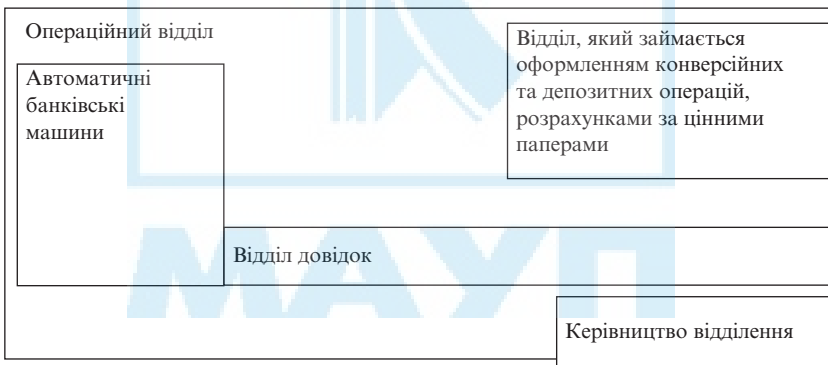 Операційний відділ
Автоматичні
банківські
машини
Відділ, який займається
оформленням конверсійних
та депозитних операцій,
розрахунками за цінними
паперами
Відділ довідок
Керівництво відділення
МАУП